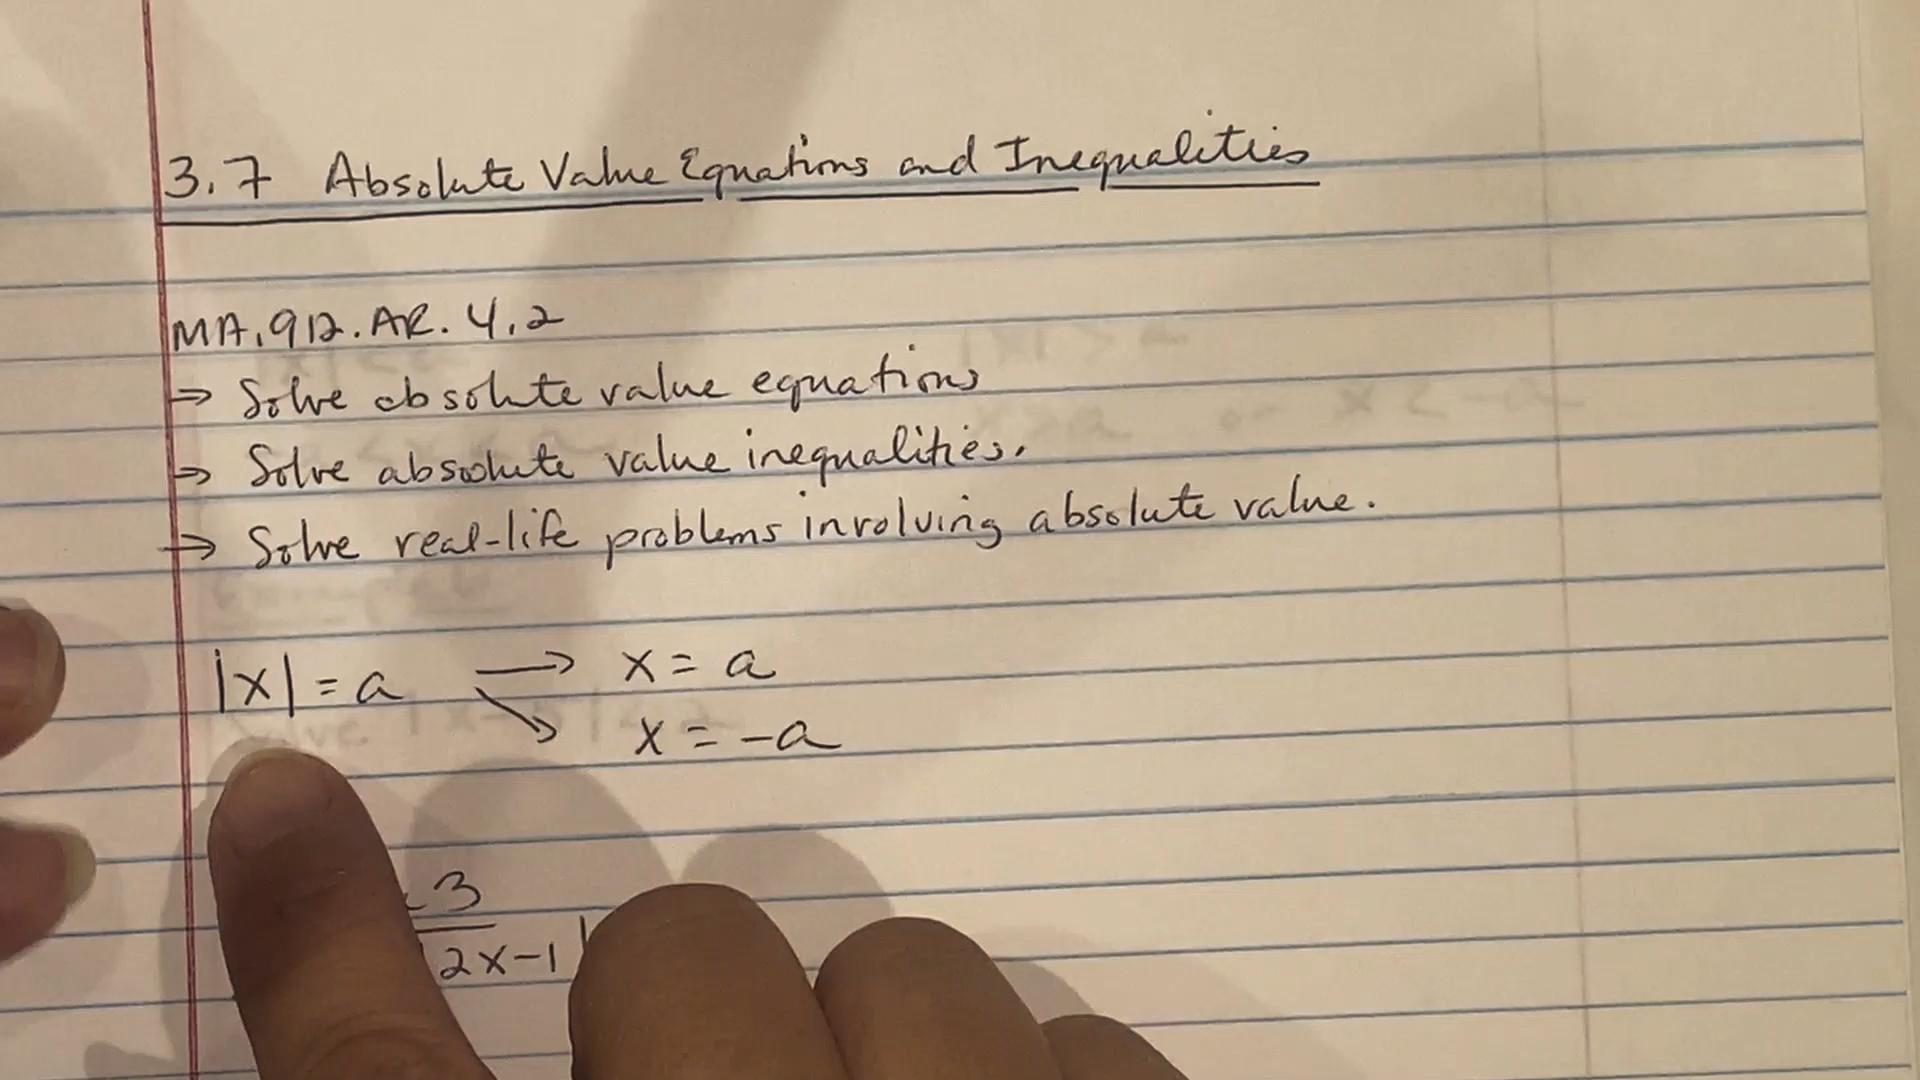 3.7 Absolute Value Equations and Inequalities
MA.912.AR.4.2
→ Solve absolute value equations
→ Solve absolute value inequalities.
→ Solve real-life problems involving absolute value.
|x| = a → x = a
↘ x = -a
3
2x-1|